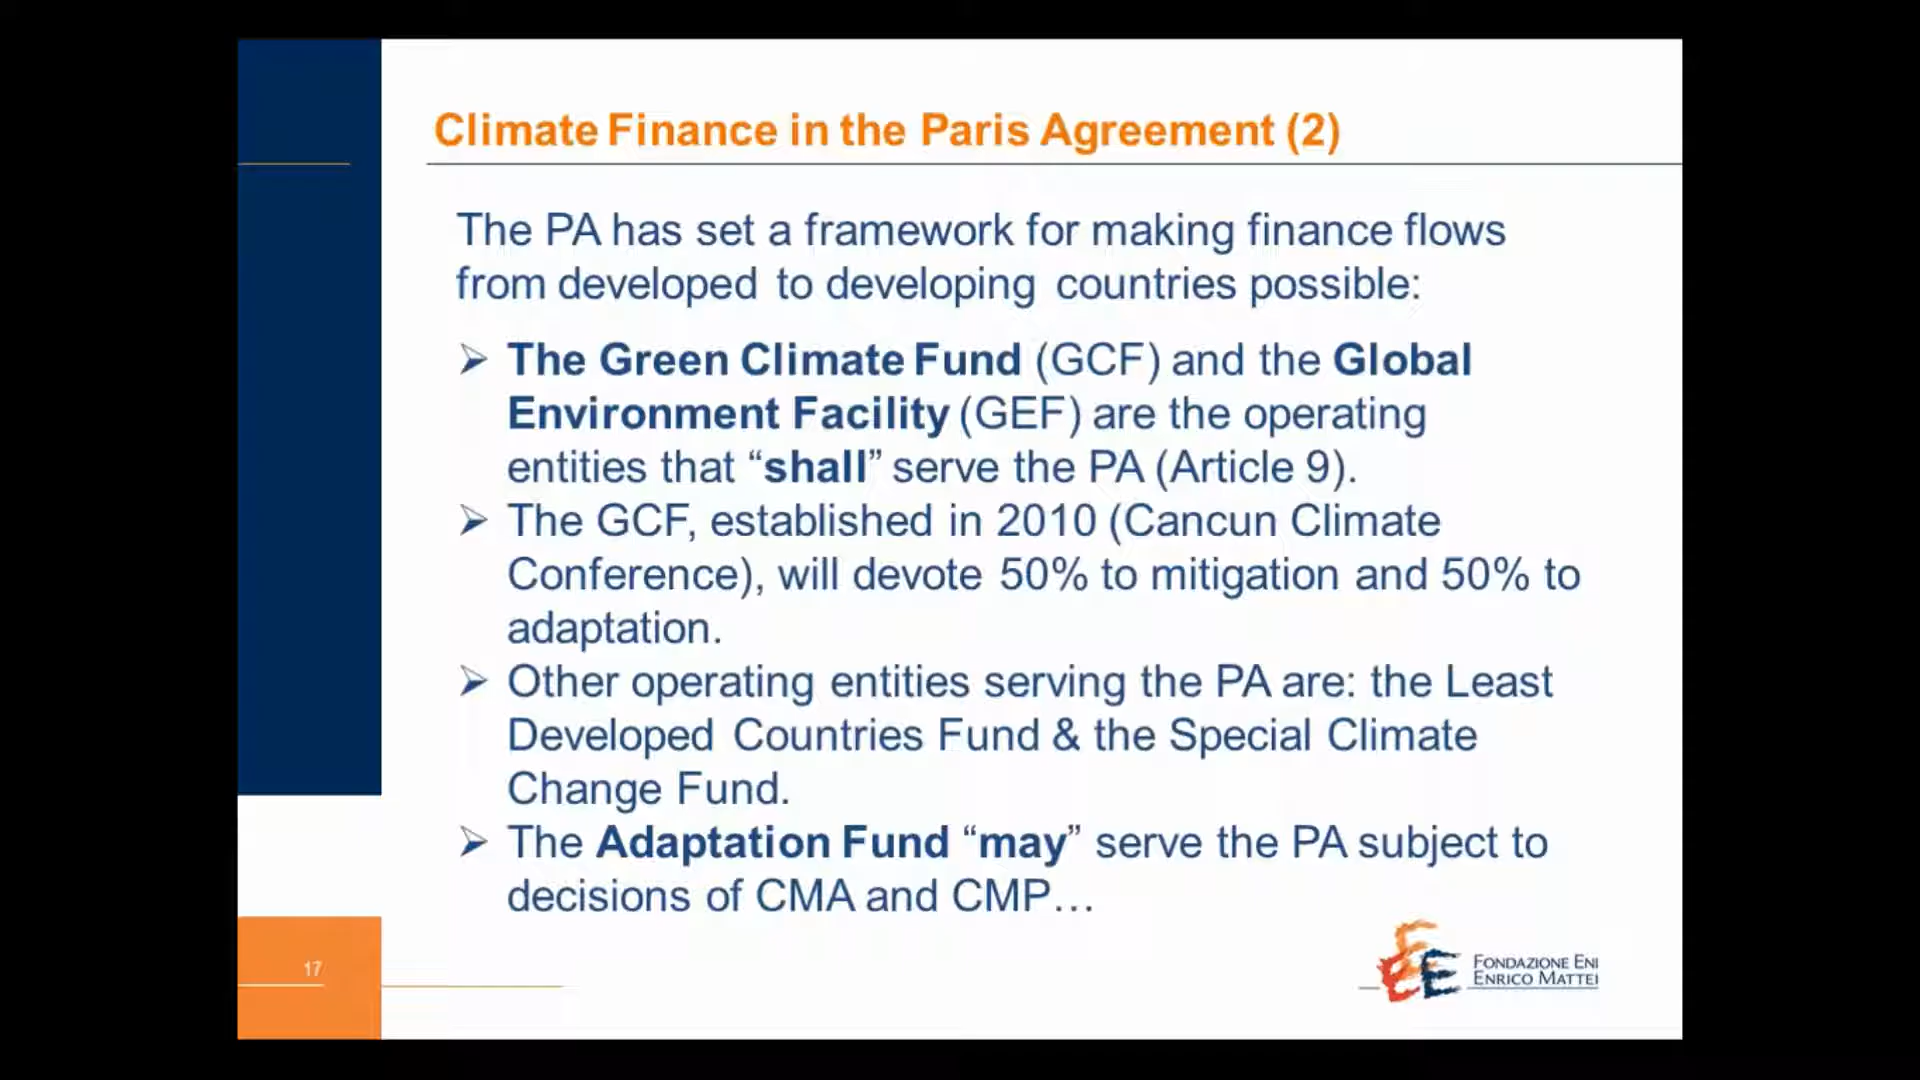 Climate Finance in the Paris Agreement (2)
The PA has set a framework for making finance flows
from developed to developing countries possible:
➢ The Green Climate Fund (GCF) and the Global
Environment Facility (GEF) are the operating
entities that “shall” serve the PA (Article 9).
➢ The GCF, established in 2010 (Cancun Climate
Conference), will devote 50% to mitigation and 50% to
adaptation.
➢ Other operating entities serving the PA are: the Least
Developed Countries Fund & the Special Climate
Change Fund.
➢ The Adaptation Fund “may” serve the PA subject to
decisions of CMA and CMP…
17
FONDAZIONE ENI
ENRICO MATTEI